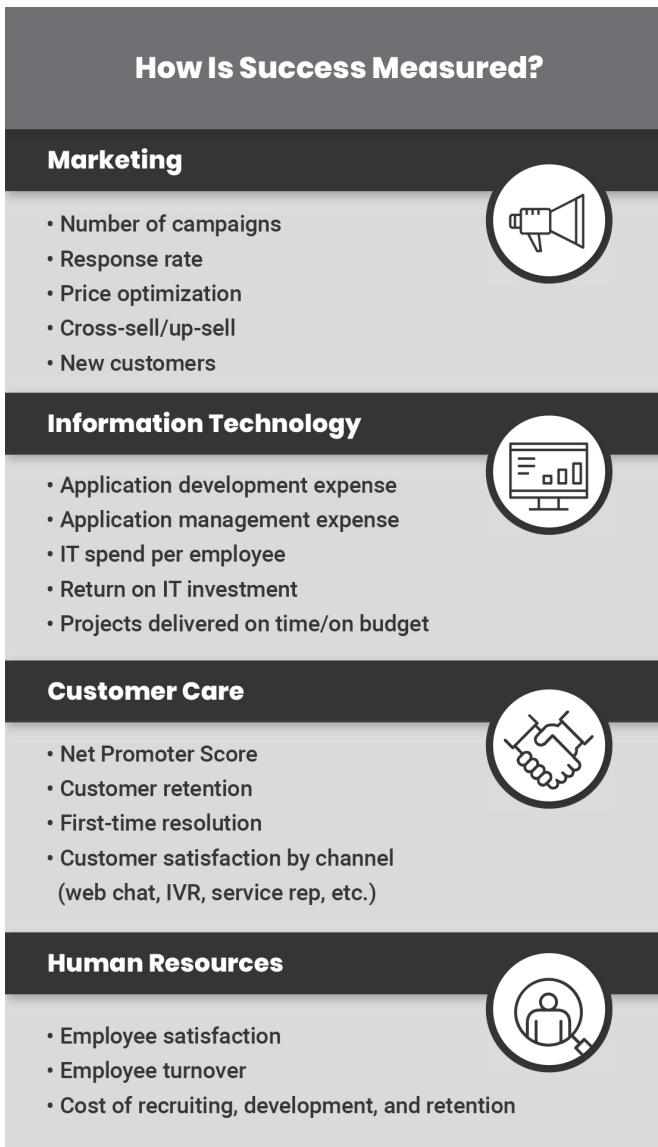 How Is Success Measured?
Marketing
• Number of campaigns
• Response rate
• Price optimization
• Cross-sell/up-sell
• New customers
Information Technology
• Application development expense
• Application management expense
• IT spend per employee
• Return on IT investment
• Projects delivered on time/on budget
Customer Care
• Net Promoter Score
• Customer retention
• First-time resolution
• Customer satisfaction by channel
(web chat, IVR, service rep, etc.)
Human Resources
• Employee satisfaction
• Employee turnover
• Cost of recruiting, development, and retention